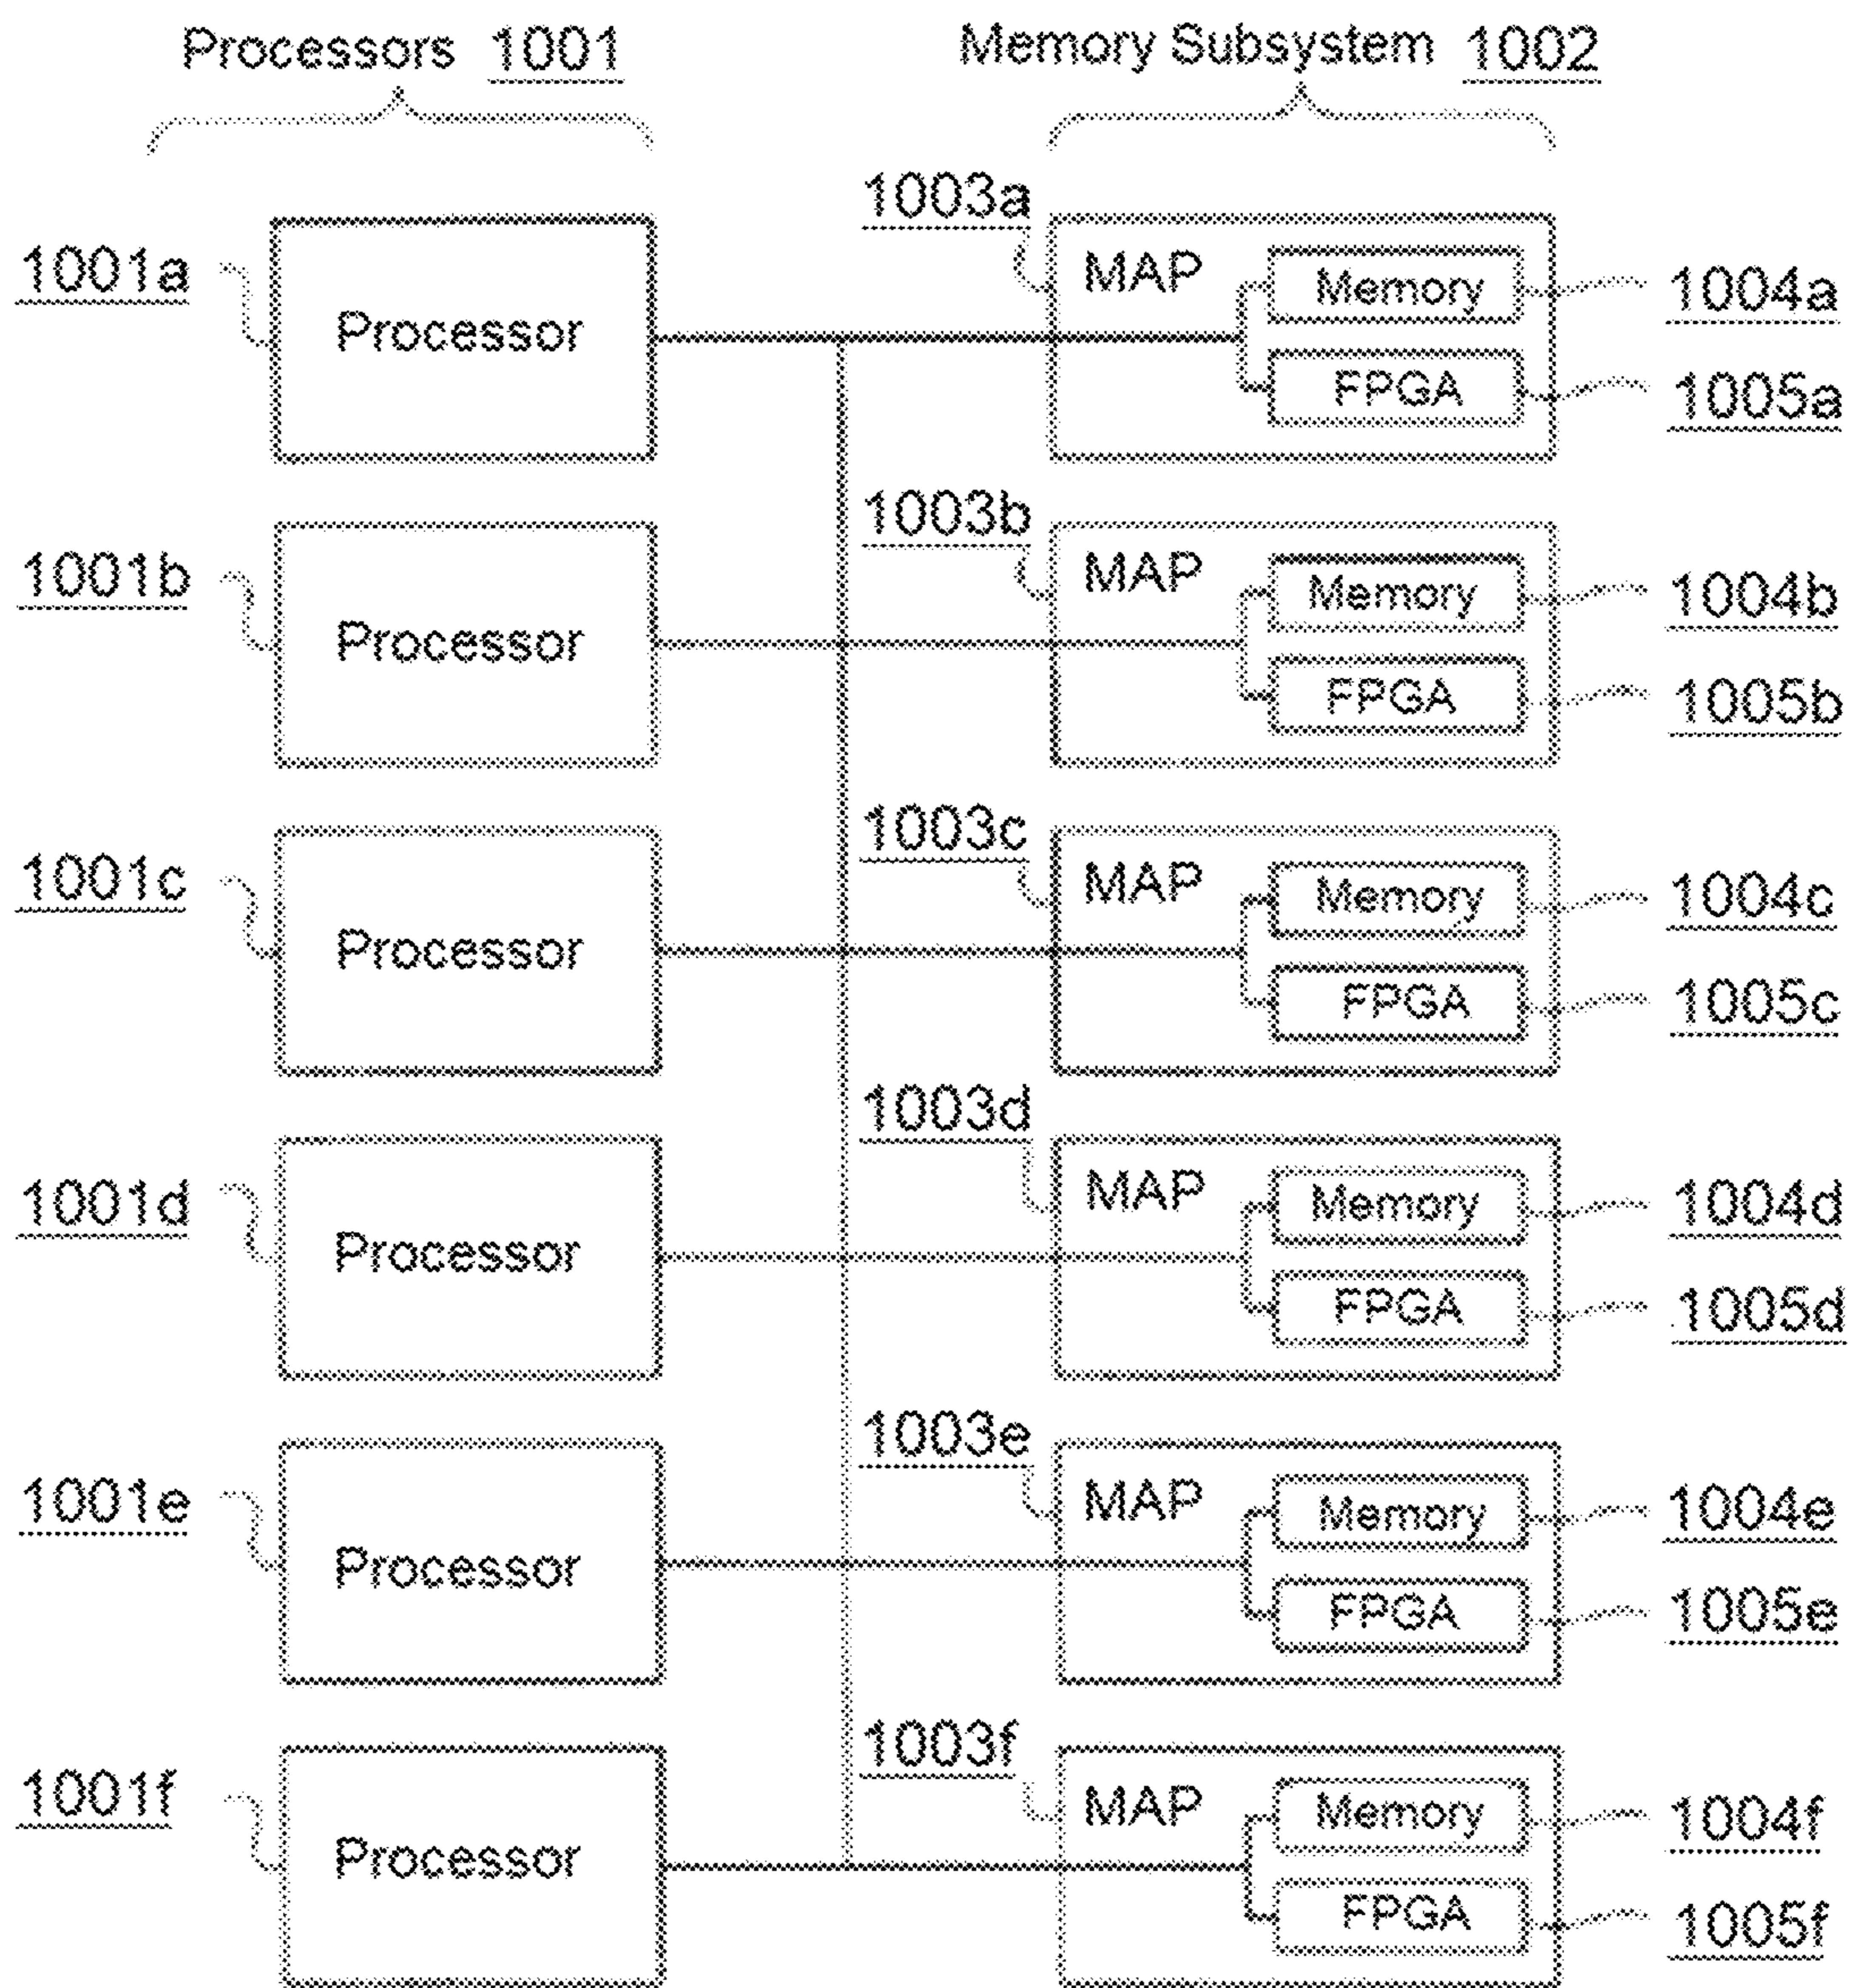 Processors 1001
Memory Subsystem 1002
1003a
1001a
Processor
MAP
Memory
1004a
FPGA
1005a
1003b
1001b
Processor
MAP
Memory
1004b
FPGA
1005b
1003c
1001c
Processor
MAP
Memory
1004c
FPGA
1005c
1003d
1001d
Processor
MAP
Memory
1004d
FPGA
1005d
1003e
1001e
Processor
MAP
Memory
1004e
FPGA
1005e
1003f
1001f
Processor
MAP
Memory
1004f
FPGA
1005f